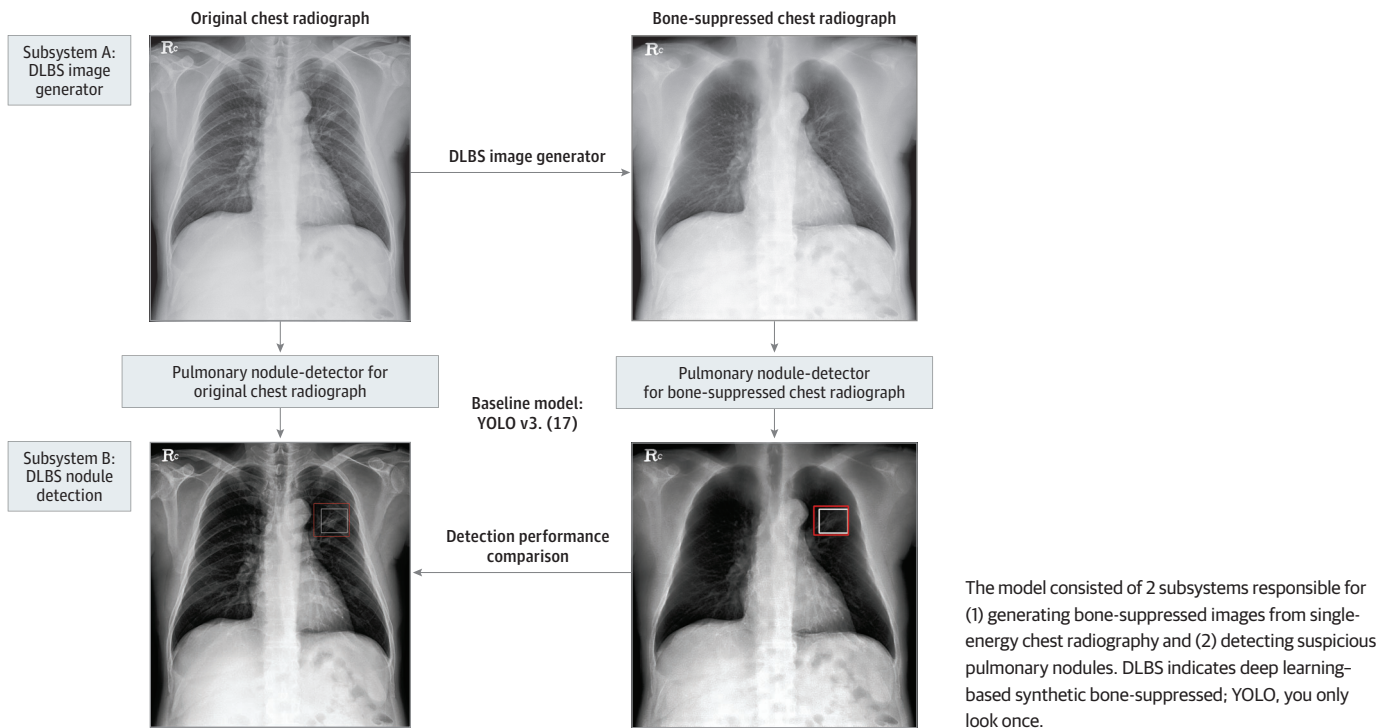 Original chest radiograph
Bone-suppressed chest radiograph
Subsystem A:
DLBS image
generator
Rc
Rc
DLBS image generator
Pulmonary nodule-detector for
original chest radiograph
Pulmonary nodule-detector
for bone-suppressed chest radiograph
Baseline model:
YOLO v3. (17)
Subsystem B:
DLBS nodule
detection
Rc
Rc
Detection performance
comparison
The model consisted of 2 subsystems responsible for
(1) generating bone-suppressed images from single-
energy chest radiography and (2) detecting suspicious
pulmonary nodules. DLBS indicates deep learning–
based synthetic bone-suppressed; YOLO, you only
look once.